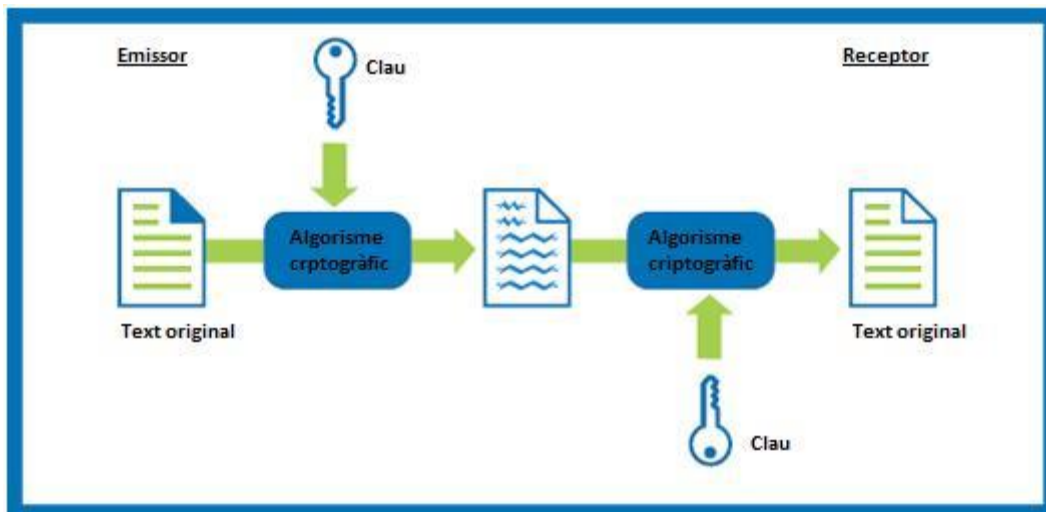 Emissor
Clau
Receptor
Algorisme
crptogràfic
Algorisme
criptogràfic
Text original
Text original
Clau